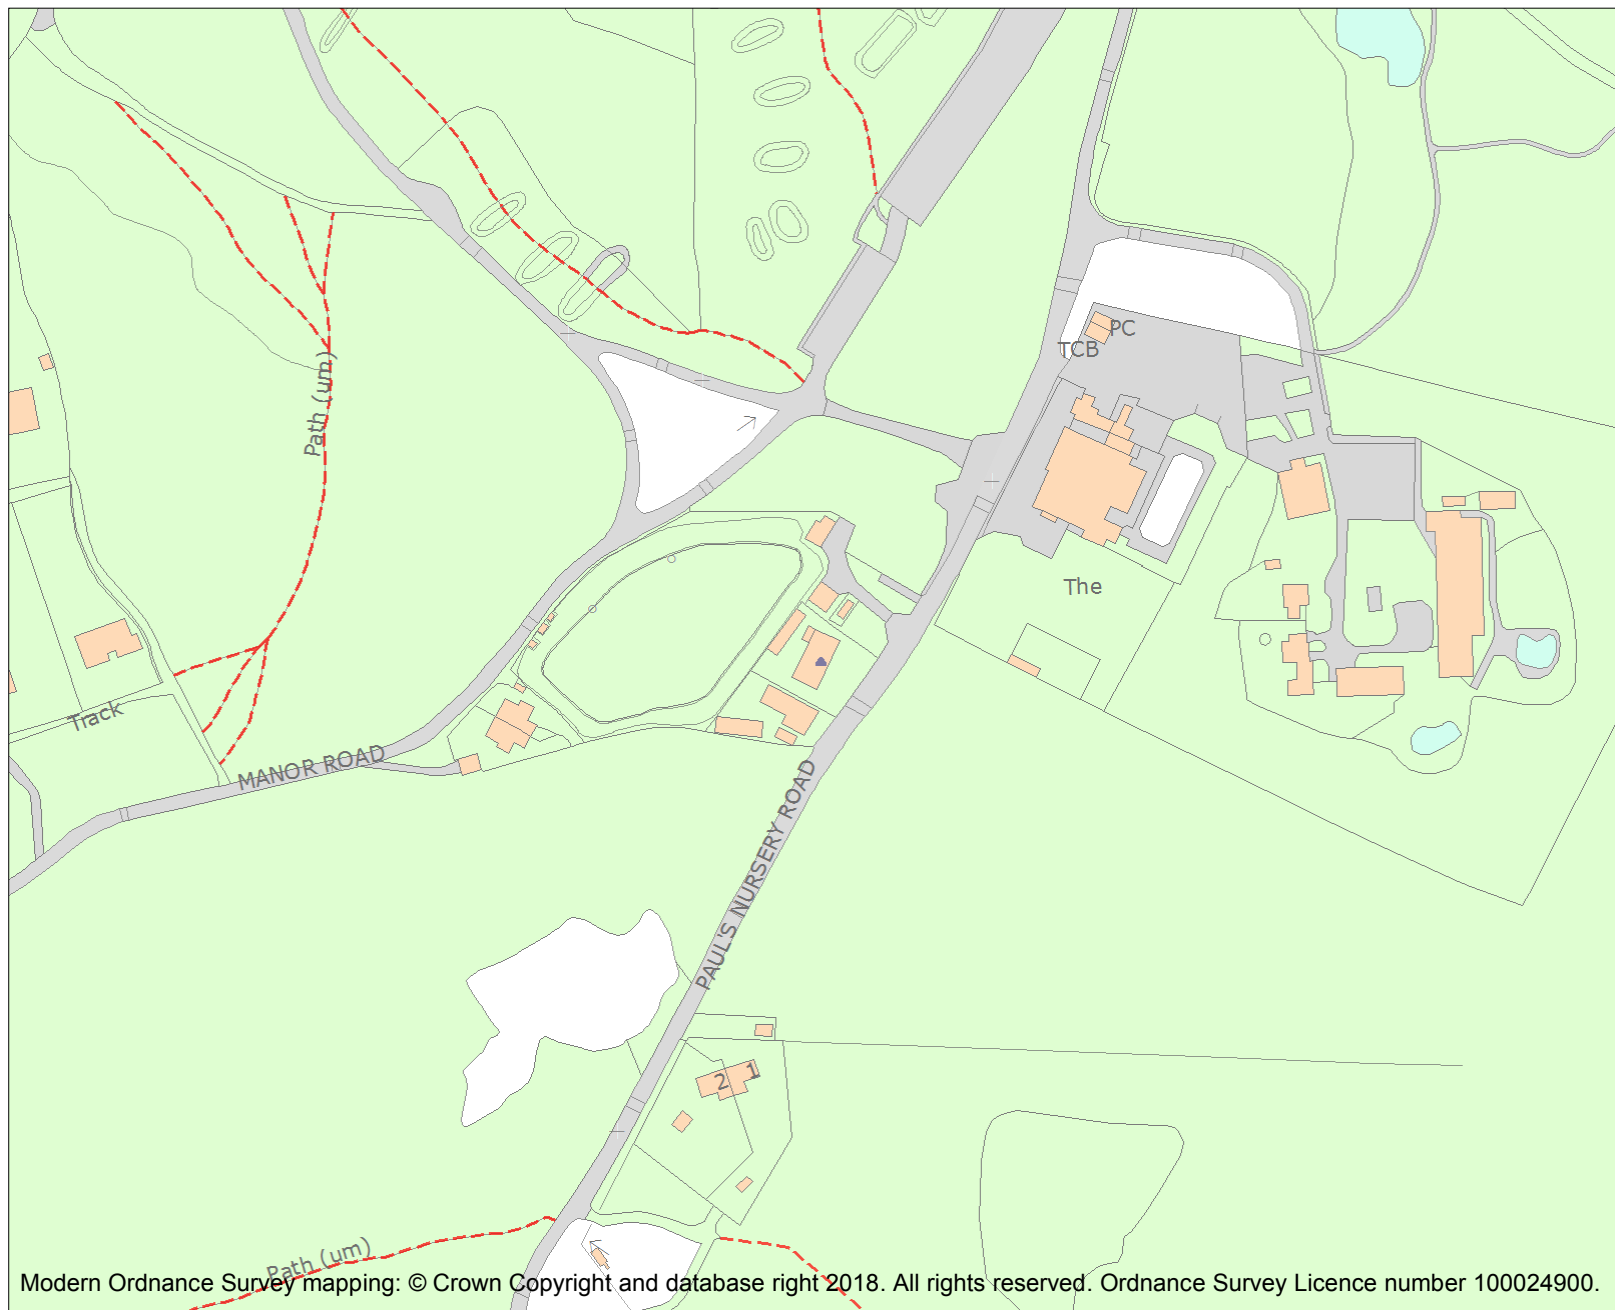 PC
TCB
Path (um)
The
Track
MANOR ROAD
PAUL'S NURSERY ROAD
2 1
Path (um)
Modern Ordnance Survey mapping: © Crown Copyright and database right 2018. All rights reserved. Ordnance Survey Licence number 100024900.